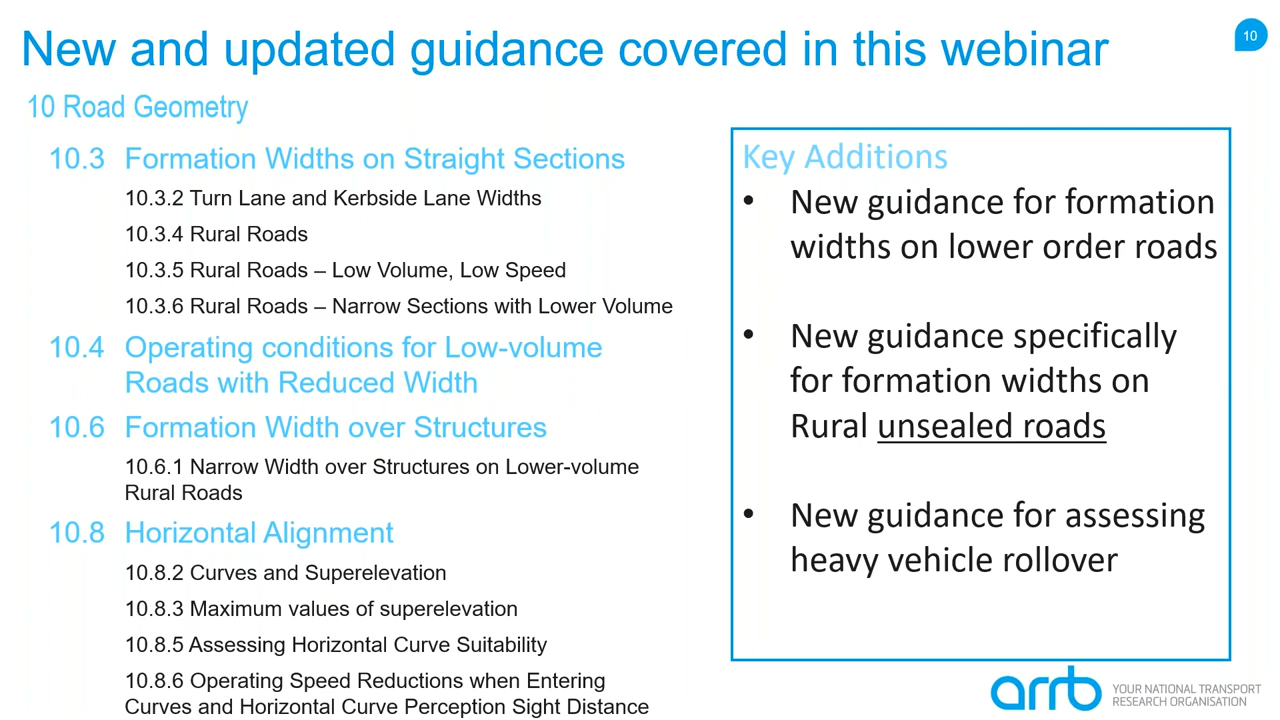 New and updated guidance covered in this webinar
10
10 Road Geometry
10.3 Formation Widths on Straight Sections
10.3.2 Turn Lane and Kerbside Lane Widths
10.3.4 Rural Roads
10.3.5 Rural Roads – Low Volume, Low Speed
10.3.6 Rural Roads – Narrow Sections with Lower Volume
10.4 Operating conditions for Low-volume
Roads with Reduced Width
10.6 Formation Width over Structures
10.6.1 Narrow Width over Structures on Lower-volume
Rural Roads
10.8 Horizontal Alignment
10.8.2 Curves and Superelevation
10.8.3 Maximum values of superelevation
10.8.5 Assessing Horizontal Curve Suitability
10.8.6 Operating Speed Reductions when Entering
Curves and Horizontal Curve Perception Sight Distance
Key Additions
• New guidance for formation
widths on lower order roads
• New guidance specifically
for formation widths on
Rural unsealed roads
• New guidance for assessing
heavy vehicle rollover
arrb
YOUR NATIONAL TRANSPORT
RESEARCH ORGANISATION